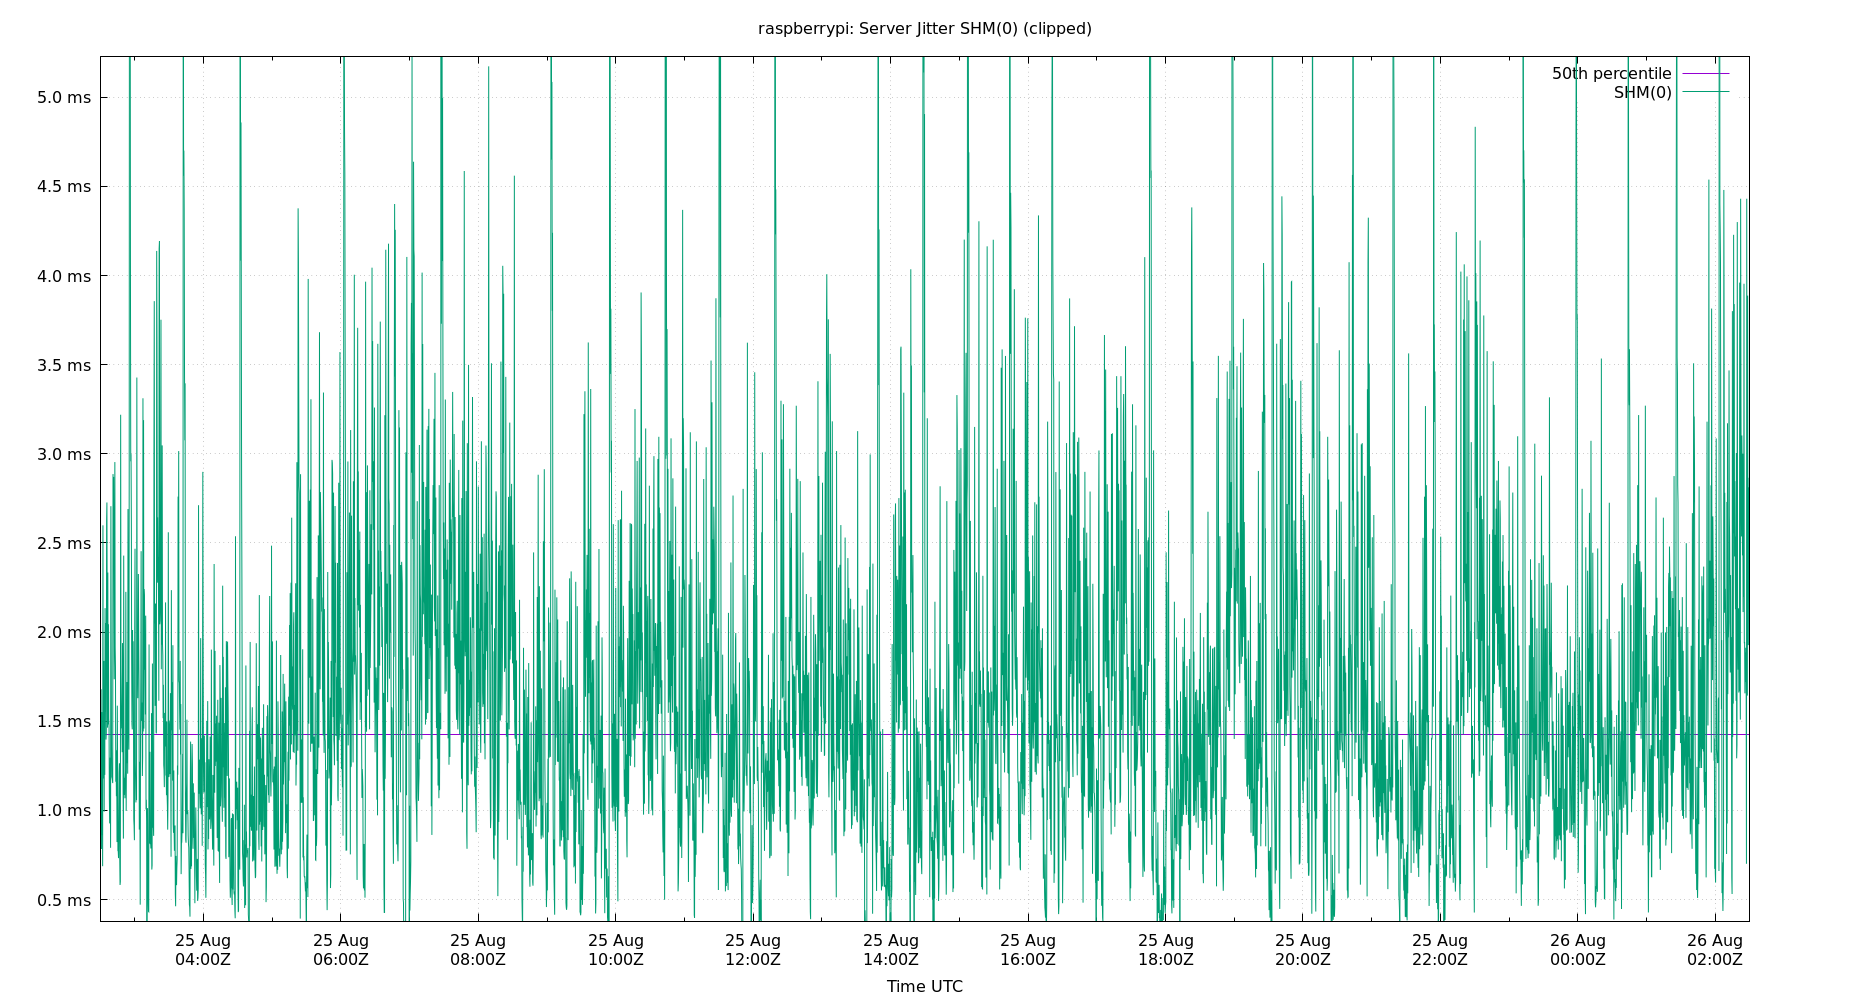 raspberrypi: Server Jitter SHM(0) (clipped)
50th percentile
SHM(0)
5.0 ms
4.5 ms
4.0 ms
3.5 ms
3.0 ms
2.5 ms
2.0 ms
1.5 ms
1.0 ms
0.5 ms
25 Aug 25 Aug 25 Aug 25 Aug 25 Aug 25 Aug 25 Aug 25 Aug 25 Aug 25 Aug 26 Aug 26 Aug
04:00Z 06:00Z 08:00Z 10:00Z 12:00Z 14:00Z 16:00Z 18:00Z 20:00Z 22:00Z 00:00Z 02:00Z
Time UTC